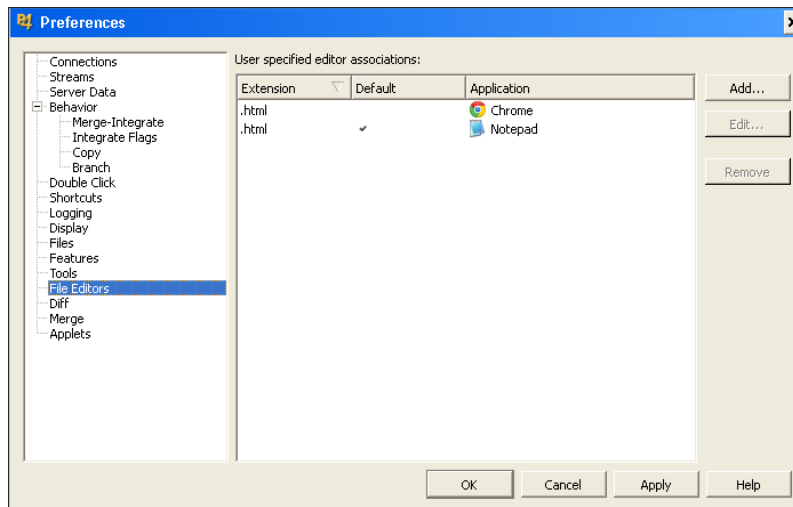 P4 Preferences
Connections
Streams
Server Data
Behavior
Merge-Integrate
Integrate Flags
Copy
Branch
Double Click
Shortcuts
Logging
Display
Files
Features
Tools
File Editors
Diff
Merge
Applets
User specified editor associations:
Extension Default Application
.html Chrome
.html Notepad
Add...
Edit...
Remove
OK Cancel Apply Help